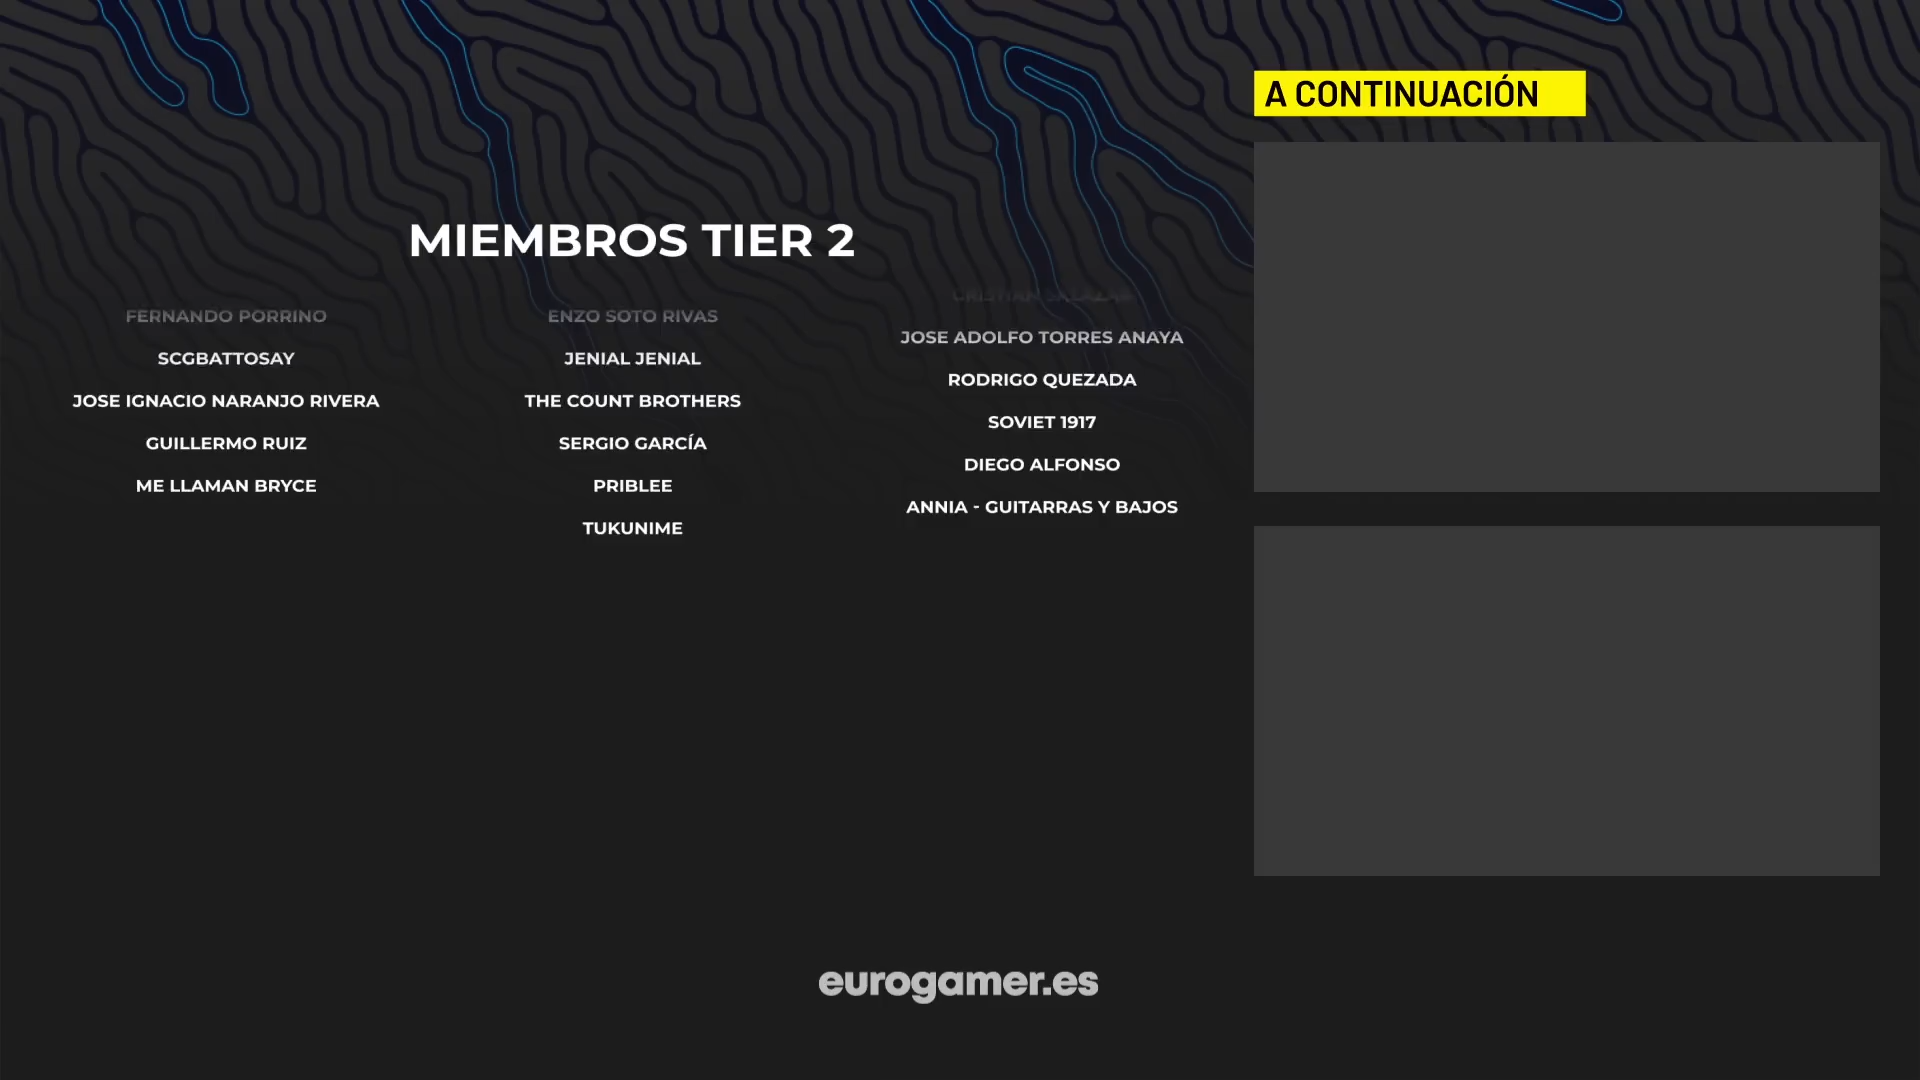 A CONTINUACIÓN
MIEMBROS TIER 2
FERNANDO PORRINO
SCGBATTOSAY
JOSE IGNACIO NARANJO RIVERA
GUILLERMO RUIZ
ME LLAMAN BRYCE
ENZO SOTO RIVAS
JENIAL JENIAL
THE COUNT BROTHERS
SERGIO GARCÍA
PRIBLEE
TUKUNIME
CRISTIAN SALAZAR
JOSE ADOLFO TORRES ANAYA
RODRIGO QUEZADA
SOVIET 1917
DIEGO ALFONSO
ANNIA - GUITARRAS Y BAJOS
eurogamer.es